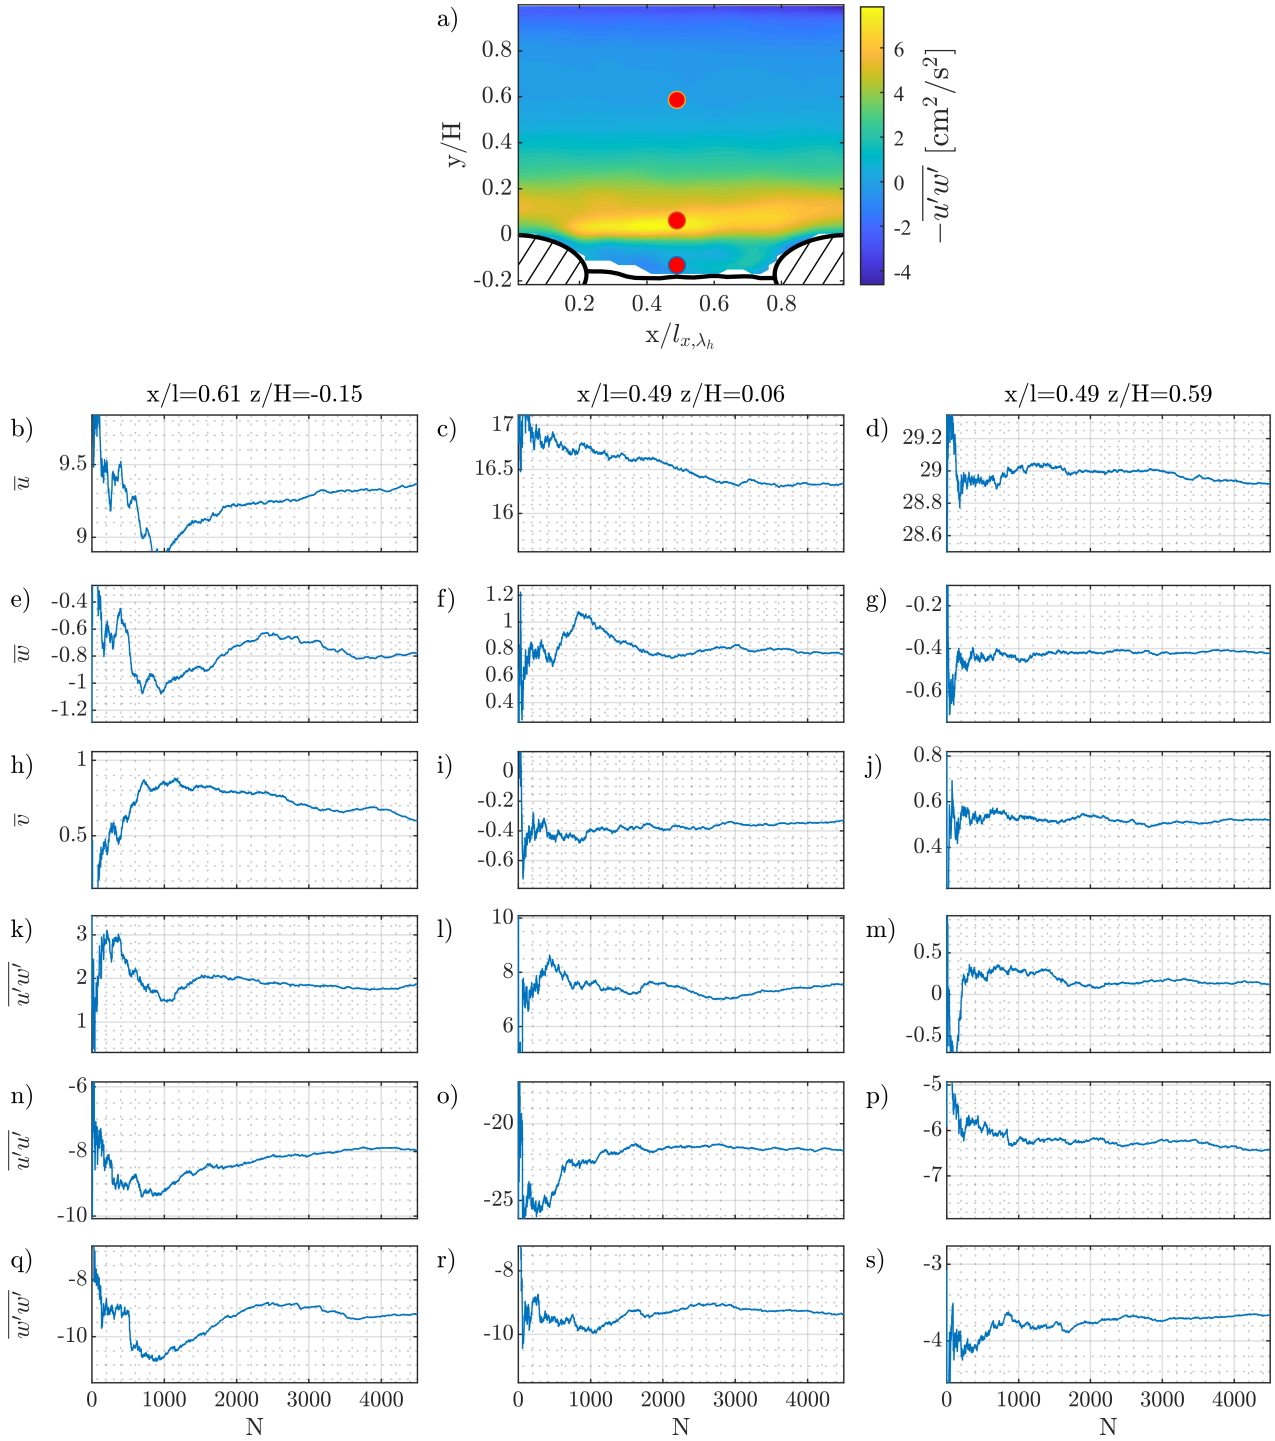 a)
0.8
0.6
0.4
0.2
0
-0.2
y/H
0.2 0.4 0.6 0.8
x/l_{x,λ_h}
6
4
2
0
-2
-4
−\overline{u'w'} [cm²/s²]
x/l=0.61 z/H=-0.15 x/l=0.49 z/H=0.06 x/l=0.49 z/H=0.59
b)
\overline{u}
9.5
9
c)
17
16.5
16
d)
29.2
29
28.8
28.6
e)
\overline{w}
-0.4
-0.6
-0.8
-1
-1.2
f)
1.2
1
0.8
0.6
0.4
g)
-0.2
-0.4
-0.6
h)
\overline{v}
1
0.5
i)
0
-0.2
-0.4
-0.6
j)
0.8
0.6
0.4
k)
\overline{u'w'}
3
2
1
l)
10
8
6
m)
0.5
0
-0.5
n)
\overline{u'u'}
-6
-8
-10
o)
-20
-25
p)
-5
-6
-7
q)
\overline{w'w'}
-8
-10
r)
-8
-10
s)
-3
-4
0 1000 2000 3000 4000 0 1000 2000 3000 4000 0 1000 2000 3000 4000
N N N